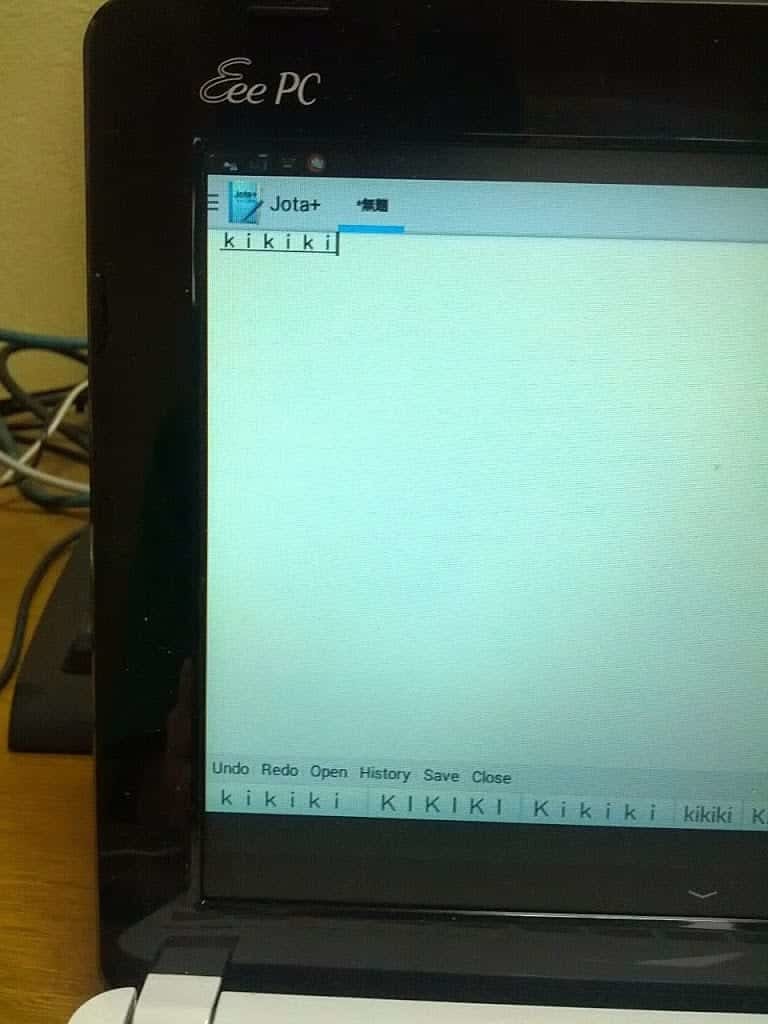 Eee PC
Jota+ *無題
ｋｉｋｉｋｉ
Undo Redo Open History Save Close
ｋｉｋｉｋｉ ＫＩＫＩＫＩ Ｋｉｋｉｋｉ kikiki